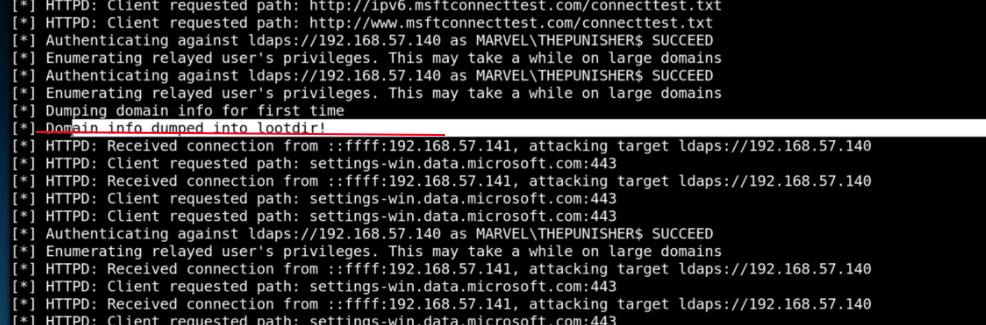 [*] HTTPD: Client requested path: http://ipv6.msftconnecttest.com/connecttest.txt
[*] HTTPD: Client requested path: http://www.msftconnecttest.com/connecttest.txt
[*] Authenticating against ldaps://192.168.57.140 as MARVEL\THEPUNISHER$ SUCCEED
[*] Enumerating relayed user's privileges. This may take a while on large domains
[*] Authenticating against ldaps://192.168.57.140 as MARVEL\THEPUNISHER$ SUCCEED
[*] Enumerating relayed user's privileges. This may take a while on large domains
[*] Dumping domain info for first time
[*] Domain info dumped into lootdir!
[*] HTTPD: Received connection from ::ffff:192.168.57.141, attacking target ldaps://192.168.57.140
[*] HTTPD: Client requested path: settings-win.data.microsoft.com:443
[*] HTTPD: Received connection from ::ffff:192.168.57.141, attacking target ldaps://192.168.57.140
[*] HTTPD: Client requested path: settings-win.data.microsoft.com:443
[*] HTTPD: Client requested path: settings-win.data.microsoft.com:443
[*] Authenticating against ldaps://192.168.57.140 as MARVEL\THEPUNISHER$ SUCCEED
[*] Enumerating relayed user's privileges. This may take a while on large domains
[*] HTTPD: Received connection from ::ffff:192.168.57.141, attacking target ldaps://192.168.57.140
[*] HTTPD: Client requested path: settings-win.data.microsoft.com:443
[*] HTTPD: Received connection from ::ffff:192.168.57.141, attacking target ldaps://192.168.57.140
[*] HTTPD: Client requested path: settings-win.data.microsoft.com:443